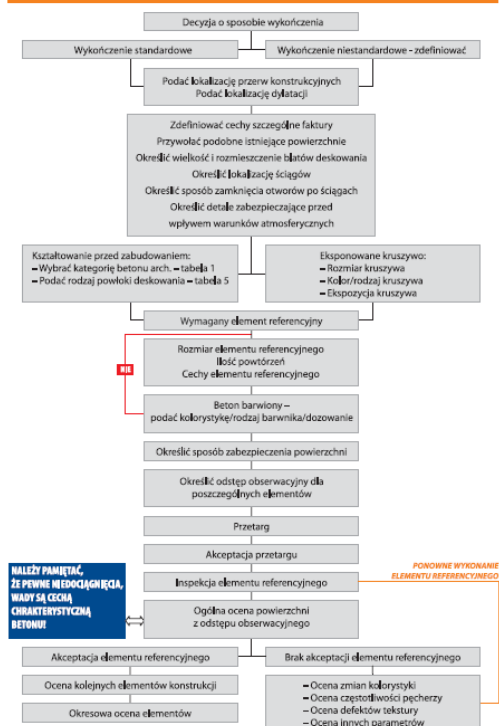 Decyzja o sposobie wykończenia
Wykończenie standardowe
Wykończenie niestandardowe - zdefiniować
Podać lokalizację przerw konstrukcyjnych
Podać lokalizację dylatacji
Zdefiniować cechy szczególne faktury
Przywołać podobne istniejące powierzchnie
Określić wielkość i rozmieszczenie blatów deskowania
Określić lokalizację ściągów
Określić sposób zamknięcia otworów po ściągach
Określić detale zabezpieczające przed
wpływem warunków atmosferycznych
Kształtowanie przed zabudowaniem:
– Wybrać kategorię betonu arch. – tabela 1
– Podać rodzaj powłoki deskowania – tabela 5
Eksponowane kruszywo:
– Rozmiar kruszywa
– Kolor/rodzaj kruszywa
– Ekspozycja kruszywa
Wymagany element referencyjny
NIE
Rozmiar elementu referencyjnego
Ilość powtórzeń
Cechy elementu referencyjnego
Beton barwiony –
podać kolorystykę/rodzaj barwnika/dozowanie
Określić sposób zabezpieczenia powierzchni
Określić odstęp obserwacyjny dla
poszczególnych elementów
Przetarg
Akceptacja przetargu
NALEŻY PAMIĘTAĆ,
ŻE PEWNE NIEDOCIĄGNIĘCIA,
WADY SĄ CECHĄ
CHRAKTERYSTYCZNĄ
BETONU!
Inspekcja elementu referencyjnego
PONOWNE WYKONANIE
ELEMENTU REFERENCYJNEGO
Ogólna ocena powierzchni
z odstępu obserwacyjnego
Akceptacja elementu referencyjnego
Brak akceptacji elementu referencyjnego
Ocena kolejnych elementów konstrukcji
Okresowa ocena elementów
– Ocena zmian kolorystyki
– Ocena częstotliwości pęcherzy
– Ocena defektów tekstury
– Ocena innych parametrów